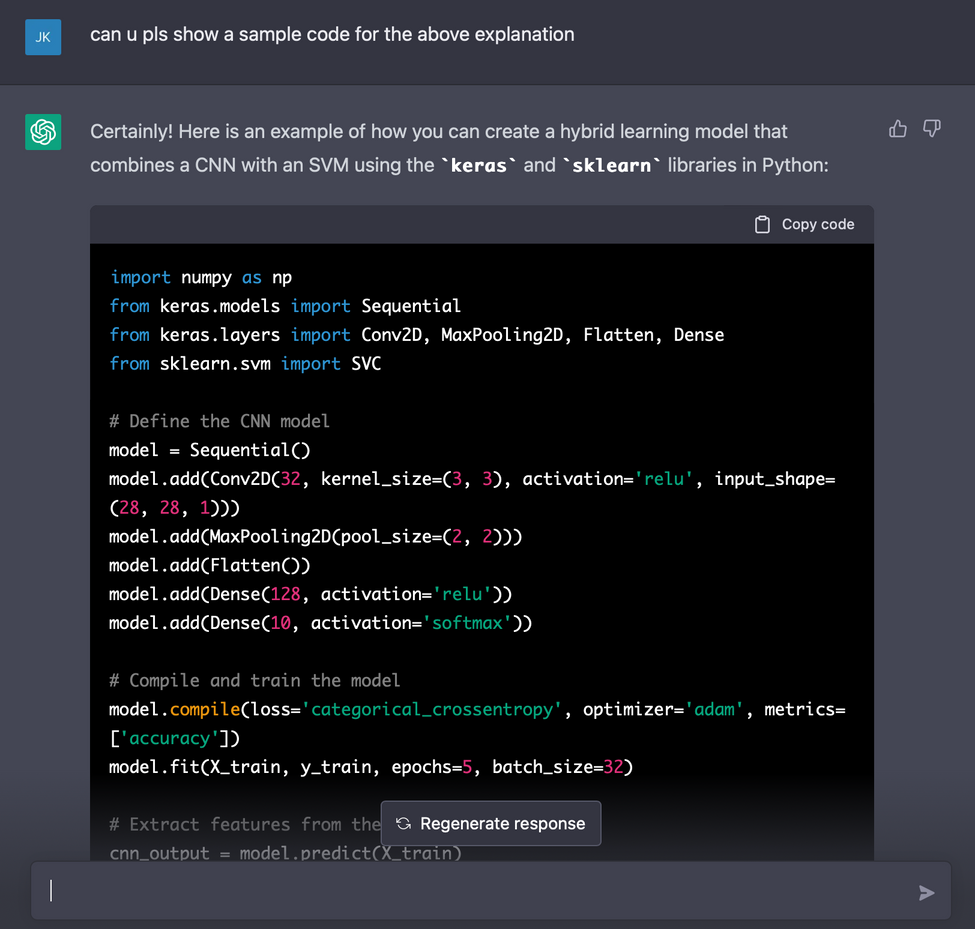 JK
can u pls show a sample code for the above explanation
Certainly! Here is an example of how you can create a hybrid learning model that
combines a CNN with an SVM using the `keras` and `sklearn` libraries in Python:
Copy code
import numpy as np
from keras.models import Sequential
from keras.layers import Conv2D, MaxPooling2D, Flatten, Dense
from sklearn.svm import SVC
# Define the CNN model
model = Sequential()
model.add(Conv2D(32, kernel_size=(3, 3), activation='relu', input_shape=
(28, 28, 1)))
model.add(MaxPooling2D(pool_size=(2, 2)))
model.add(Flatten())
model.add(Dense(128, activation='relu'))
model.add(Dense(10, activation='softmax'))
# Compile and train the model
model.compile(loss='categorical_crossentropy', optimizer='adam', metrics=
['accuracy'])
model.fit(X_train, y_train, epochs=5, batch_size=32)
# Extract features from the
Regenerate response
cnn_output = model.predict(X_train)